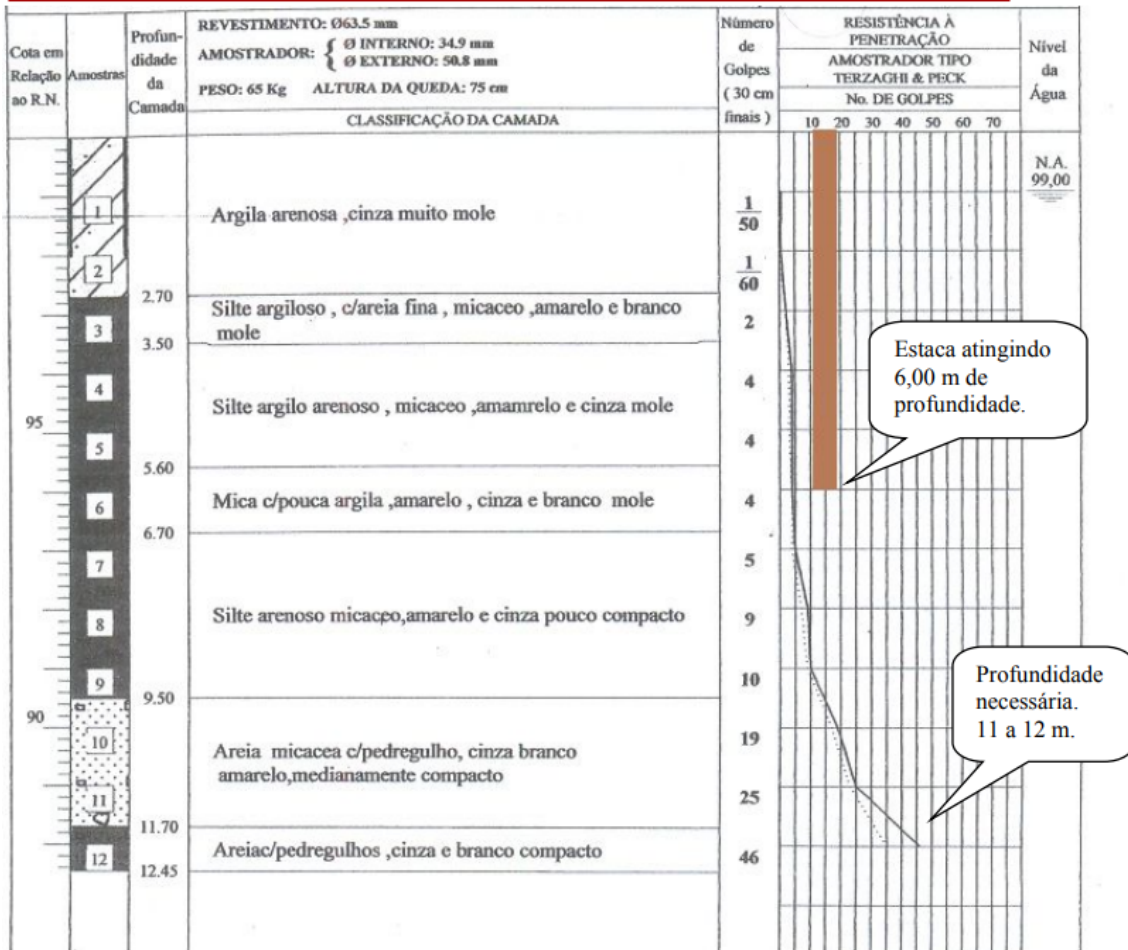 Cota em
Relação
ao R.N.
Amostras
Profun-
didade
da
Camada
REVESTIMENTO: Ø63.5 mm
AMOSTRADOR: { Ø INTERNO: 34.9 mm
Ø EXTERNO: 50.8 mm
PESO: 65 Kg ALTURA DA QUEDA: 75 cm
CLASSIFICAÇÃO DA CAMADA
Número
de
Golpes
( 30 cm
finais )
RESISTÊNCIA À
PENETRAÇÃO
AMOSTRADOR TIPO
TERZAGHI & PECK
No. DE GOLPES
10 20 30 40 50 60 70
Nível
da
Água
N.A.
99,00
1
Argila arenosa ,cinza muito mole
1
50
2
1
60
2.70
Silte argiloso , c/areia fina , micaceo ,amarelo e branco
mole
3
2
3.50
Estaca atingindo
6,00 m de
profundidade.
4
Silte argilo arenoso , micaceo ,amamrelo e cinza mole
4
95
5
4
5.60
6
Mica c/pouca argila ,amarelo , cinza e branco mole
4
6.70
7
5
8
Silte arenoso micaceo,amarelo e cinza pouco compacto
9
9
10
9.50
Profundidade
necessária.
11 a 12 m.
90
10
Areia micacea c/pedregulho, cinza branco
amarelo,medianamente compacto
19
11
25
11.70
12
Areiac/pedregulhos ,cinza e branco compacto
46
12.45